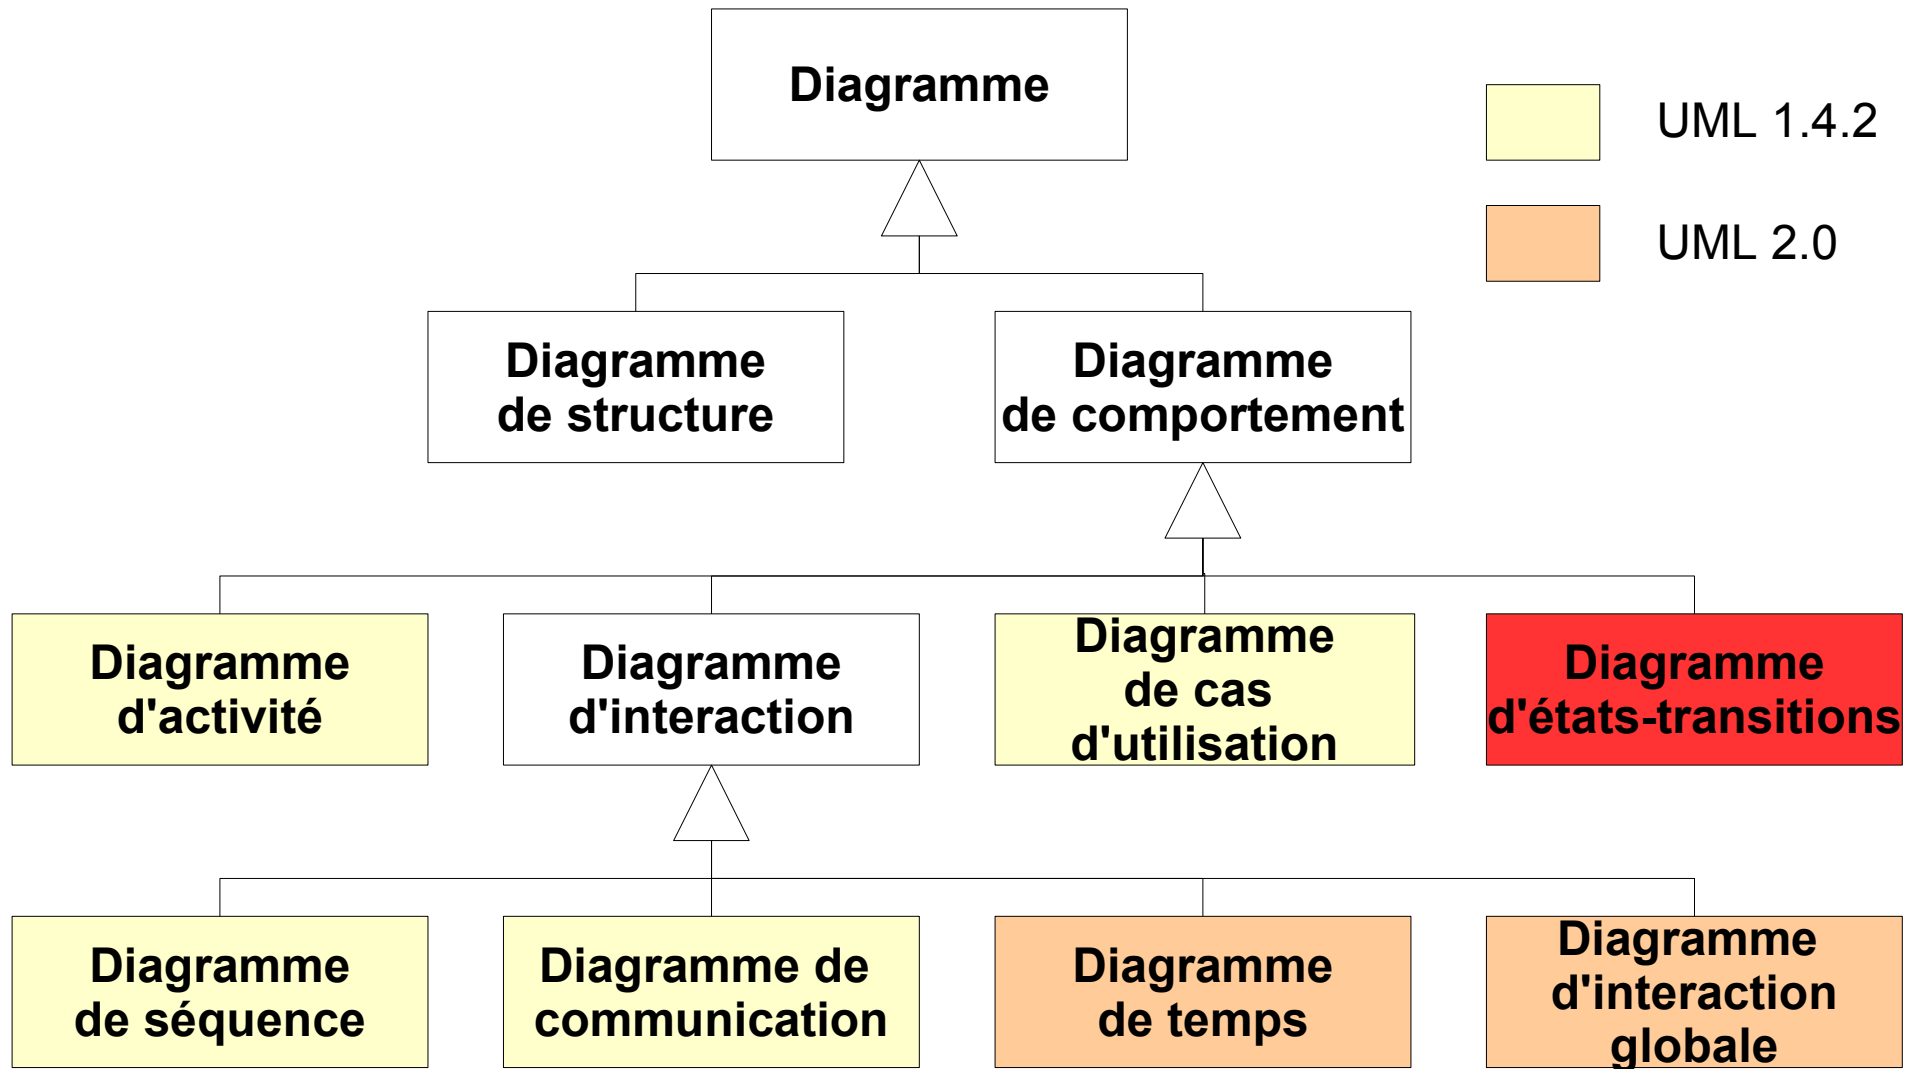 Diagramme
UML 1.4.2
UML 2.0
Diagramme
de structure
Diagramme
de comportement
Diagramme
d'activité
Diagramme
d'interaction
Diagramme
de cas
d'utilisation
Diagramme
d'états-transitions
Diagramme
de séquence
Diagramme de
communication
Diagramme
de temps
Diagramme
d'interaction
globale